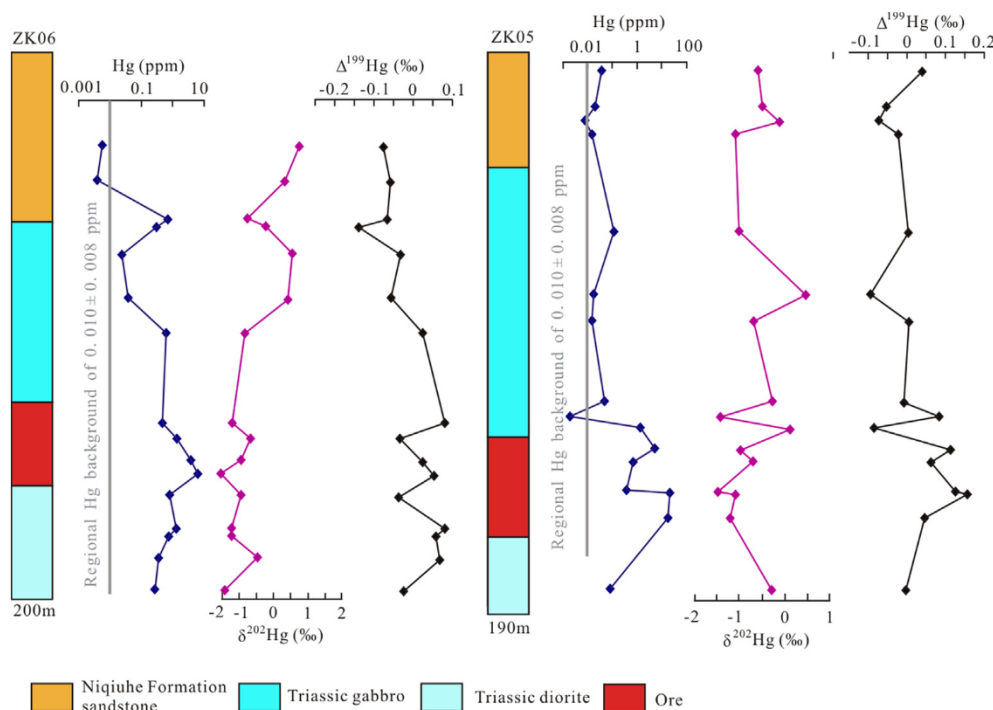 ZK06
Hg (ppm)
0.001 0.1 10
Δ¹⁹⁹Hg (‰)
-0.2 -0.1 0 0.1
Regional Hg background of 0.010±0.008 ppm
200m
-2 -1 0 1 2
δ²⁰²Hg (‰)
ZK05
Hg (ppm)
0.01 1 100
Δ¹⁹⁹Hg (‰)
-0.1 0 0.1 0.2
Regional Hg background of 0.010±0.008 ppm
190m
-2 -1 0 1
δ²⁰²Hg (‰)
Niqiuhe Formation
sandstone
Triassic gabbro
Triassic diorite
Ore